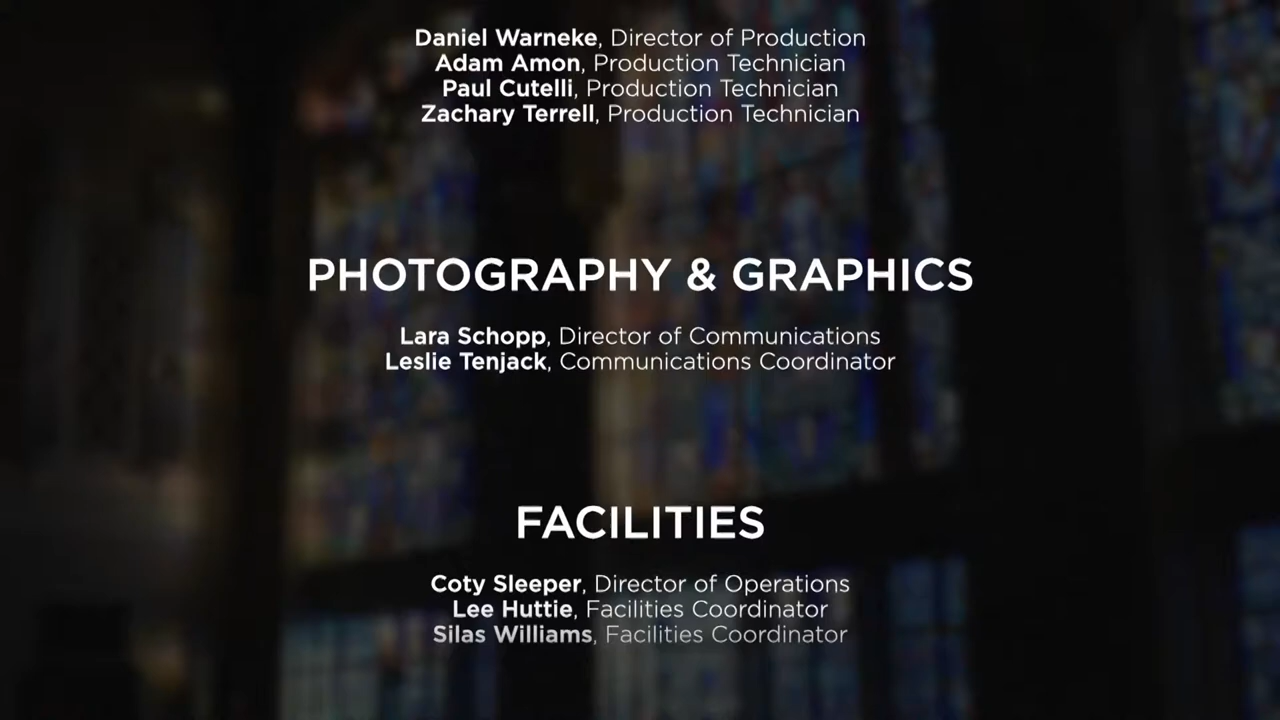 Daniel Warneke, Director of Production
Adam Amon, Production Technician
Paul Cutelli, Production Technician
Zachary Terrell, Production Technician
PHOTOGRAPHY & GRAPHICS
Lara Schopp, Director of Communications
Leslie Tenjack, Communications Coordinator
FACILITIES
Coty Sleeper, Director of Operations
Lee Huttie, Facilities Coordinator
Silas Williams, Facilities Coordinator